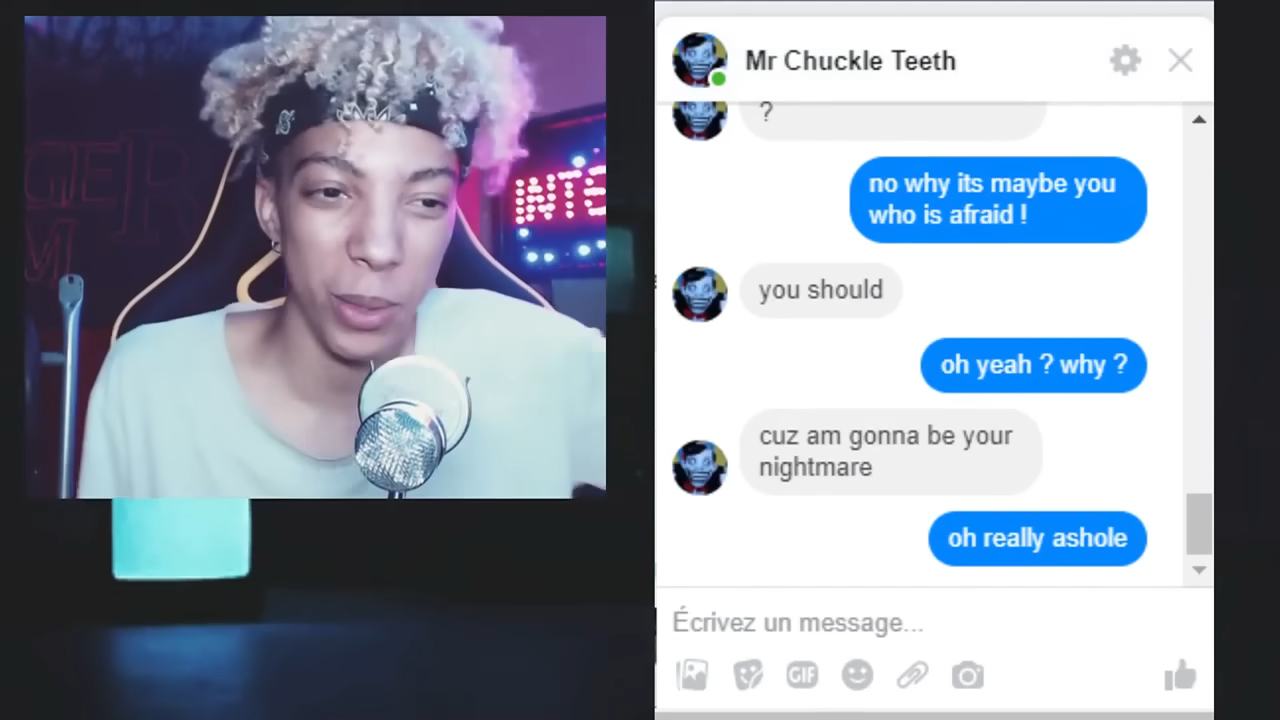 INTE
Mr Chuckle Teeth
?
no why its maybe you
who is afraid !
you should
oh yeah ? why ?
cuz am gonna be your
nightmare
oh really ashole
Écrivez un message...
GIF